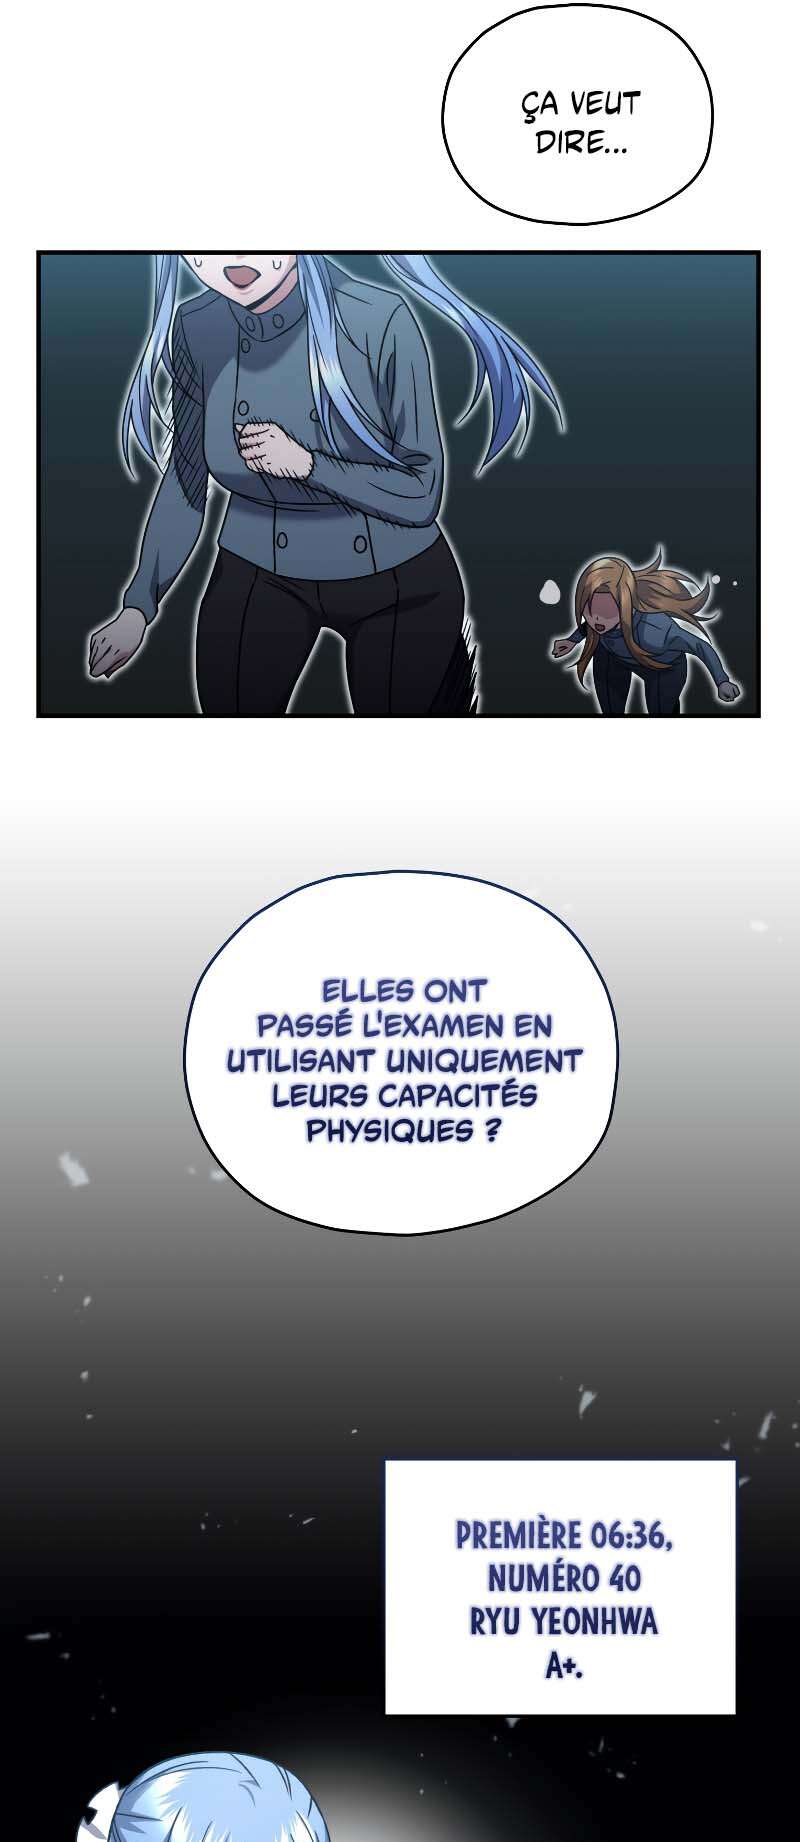 ÇA VEUT
DIRE...
ELLES ONT
PASSÉ L'EXAMEN EN
UTILISANT UNIQUEMENT
LEURS CAPACITÉS
PHYSIQUES ?
PREMIÈRE 06:36,
NUMÉRO 40
RYU YEONHWA
A+.